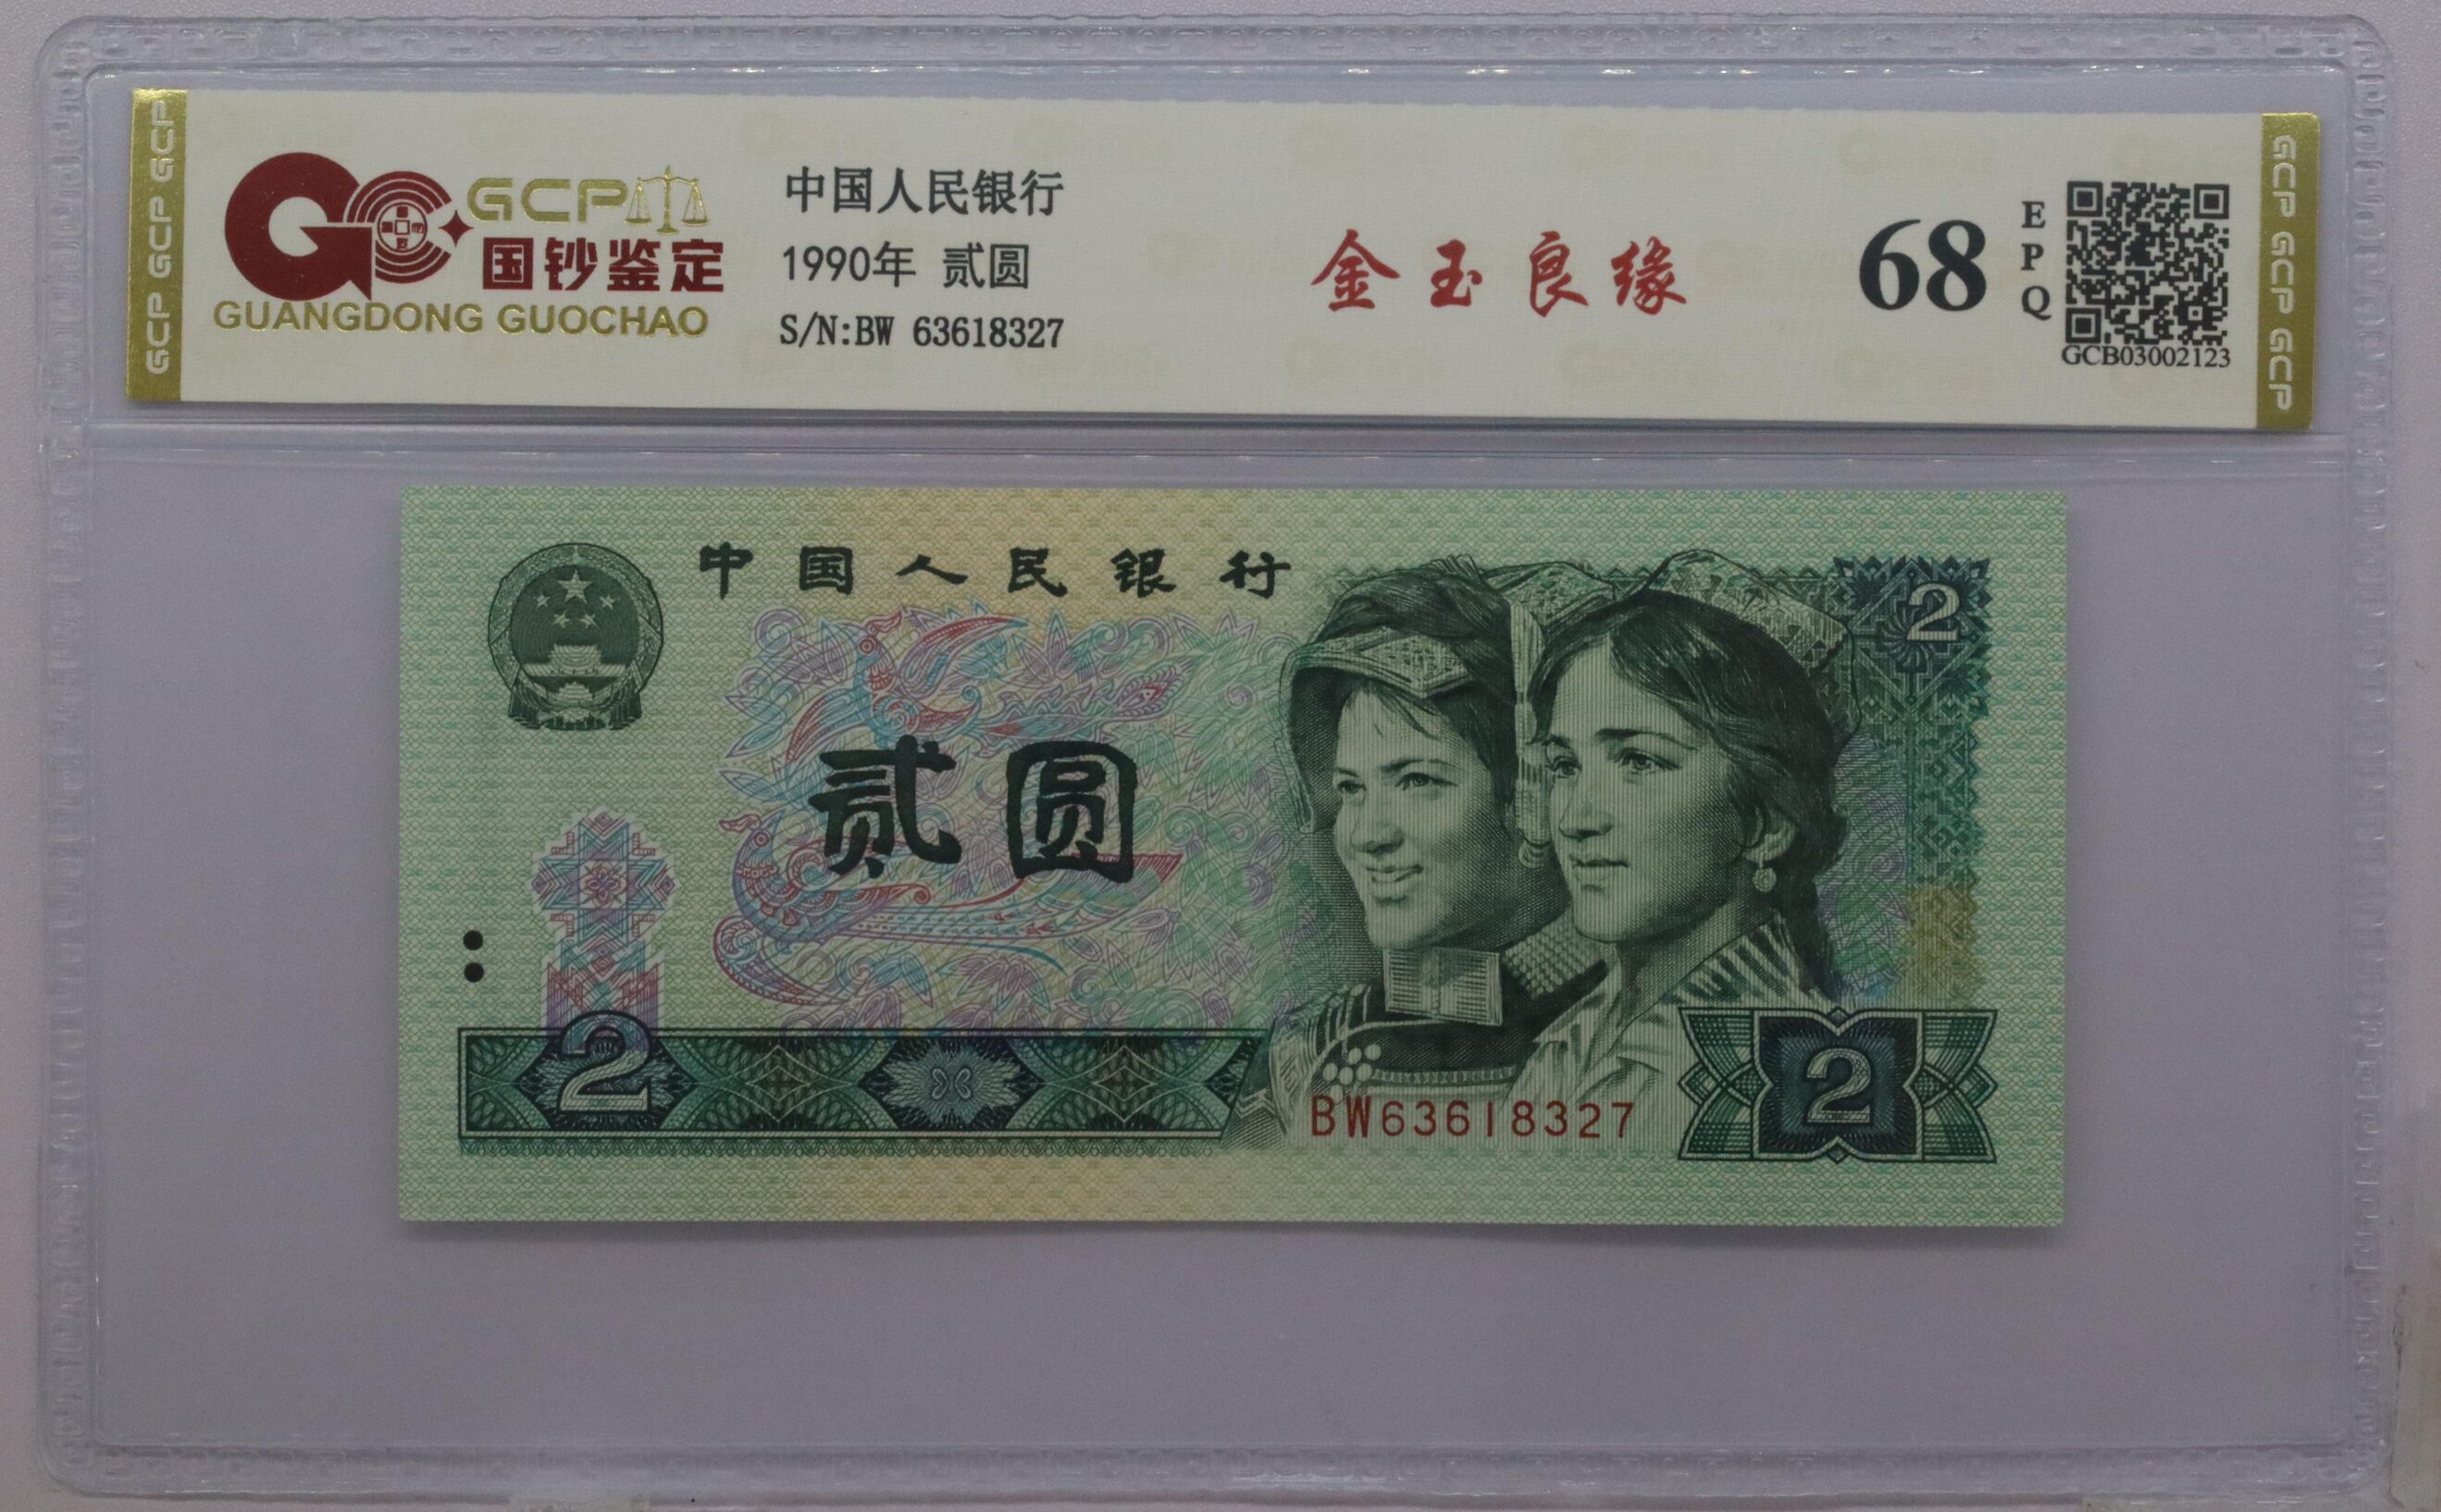 GCP GCP GCP
GCP
国钞鉴定
GUANGDONG GUOCHAO
中国人民银行
1990年 贰圆
S/N:BW 63618327
金玉良缘
68
EPQ
GCB03002123
GCP GCP GCP
中国人民银行
2
贰圆
2
BW63618327
2